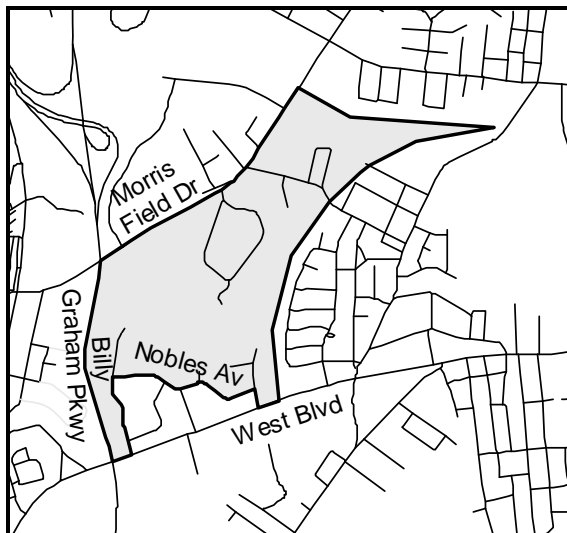 Morris
Field Dr
Billy
Graham Pkwy
Nobles Av
West Blvd